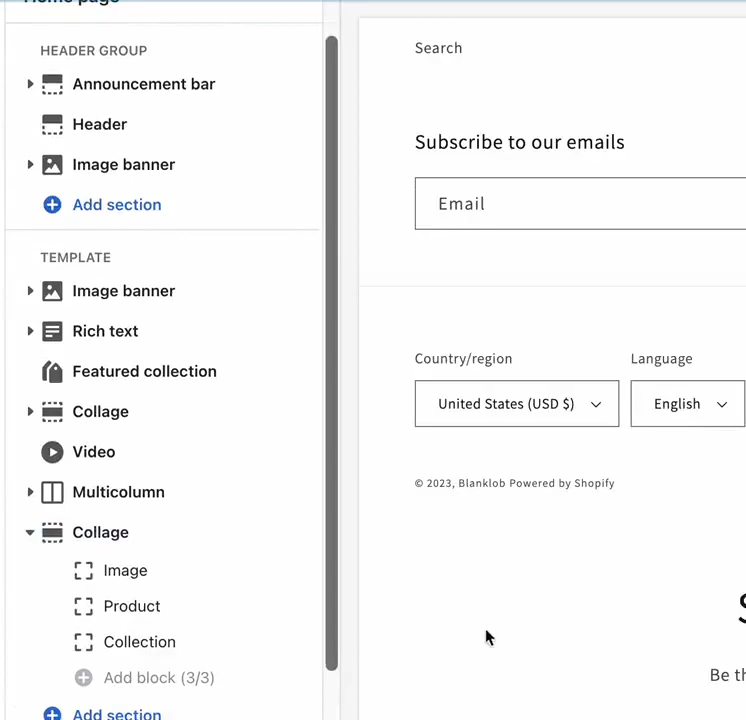 Home page
HEADER GROUP
Announcement bar
Header
Image banner
Add section
TEMPLATE
Image banner
Rich text
Featured collection
Collage
Video
Multicolumn
Collage
Image
Product
Collection
Add block (3/3)
Add section
Search
Subscribe to our emails
Email
Country/region Language
United States (USD $) English
© 2023, Blanklob Powered by Shopify
S
Be th